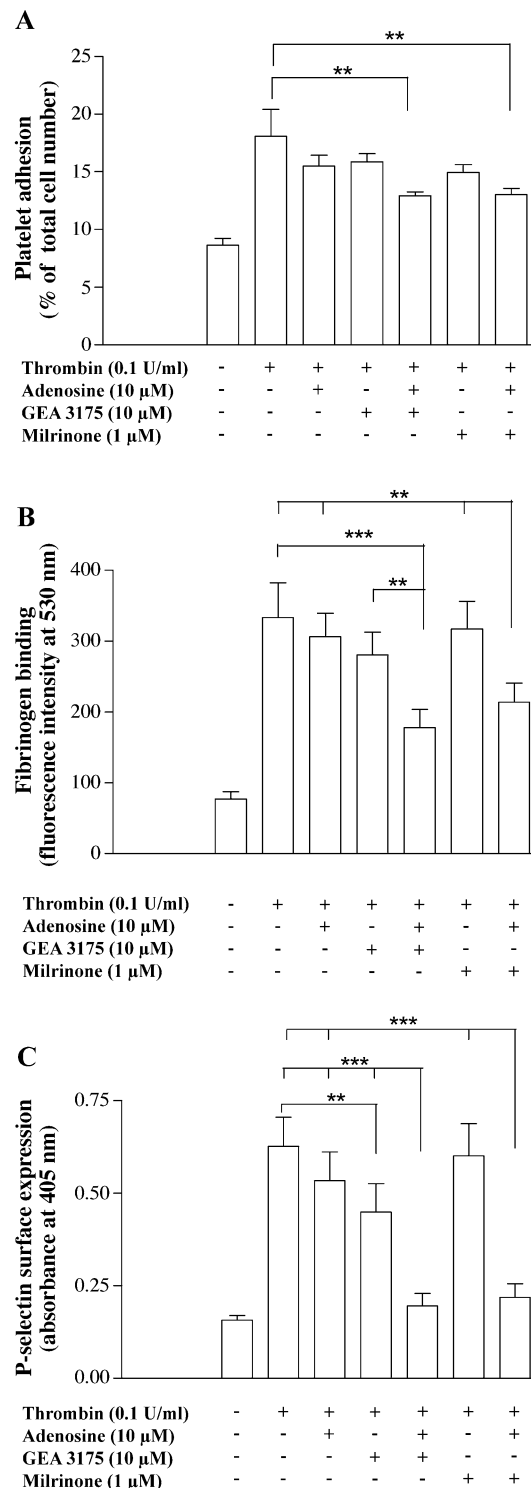 A
Platelet adhesion
(% of total cell number)
25
20
15
10
5
0
**
**
Thrombin (0.1 U/ml) - + + + + + +
Adenosine (10 µM) - - + - + - +
GEA 3175 (10 µM) - - - + + - -
Milrinone (1 µM) - - - - - + +
B
Fibrinogen binding
(fluorescence intensity at 530 nm)
400
300
200
100
0
**
***
**
Thrombin (0.1 U/ml) - + + + + + +
Adenosine (10 µM) - - + - + - +
GEA 3175 (10 µM) - - - + + - -
Milrinone (1 µM) - - - - - + +
C
P-selectin surface expression
(absorbance at 405 nm)
0.75
0.50
0.25
0.00
***
***
**
Thrombin (0.1 U/ml) - + + + + + +
Adenosine (10 µM) - - + - + - +
GEA 3175 (10 µM) - - - + + - -
Milrinone (1 µM) - - - - - + +